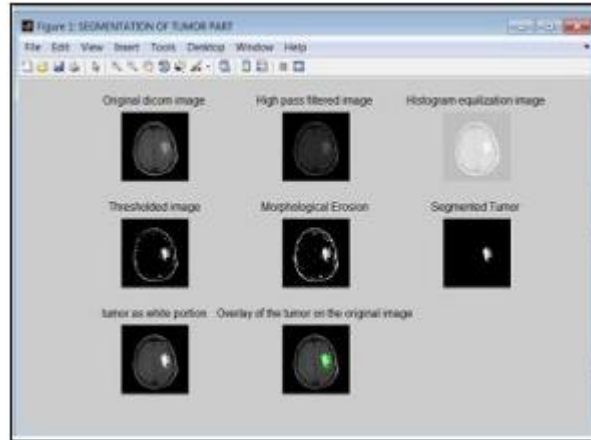 Figure 1: SEGMENTATION OF TUMOR PART
File Edit View Insert Tools Desktop Window Help
Original dicom image High pass filtered image Histogram equilization image
Thresholded image Morphological Erosion Segmented Tumor
tumor as white portion Overlay of the tumor on the original image